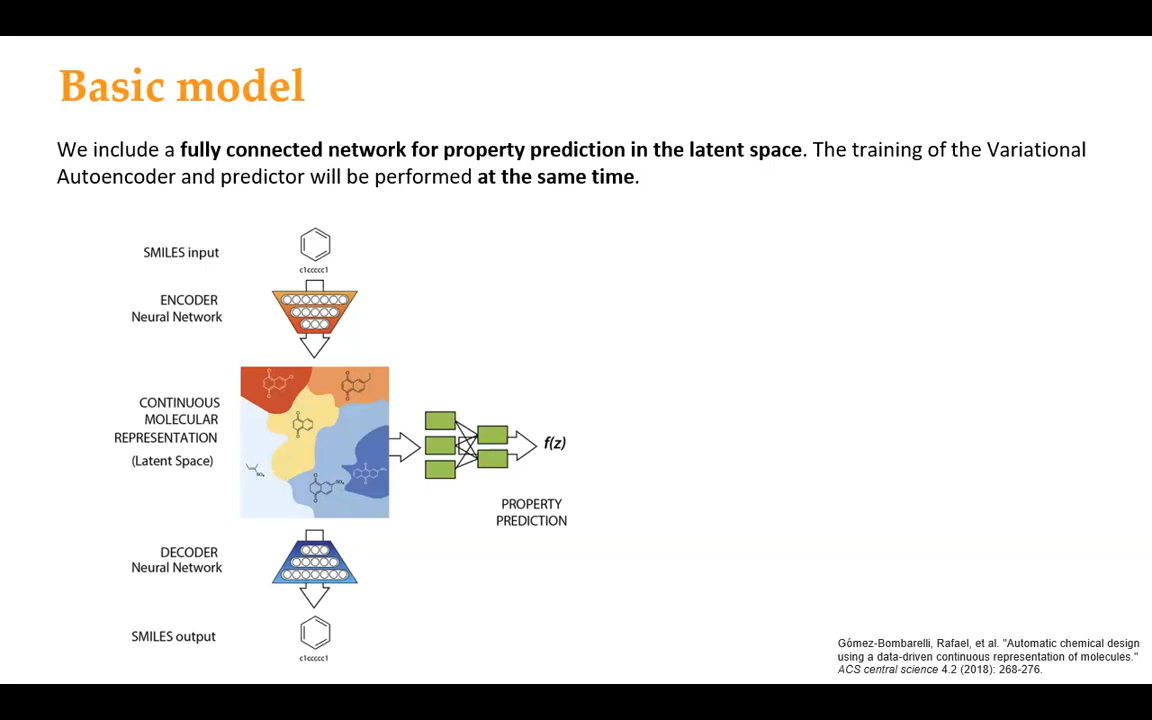 Basic model
We include a fully connected network for property prediction in the latent space. The training of the Variational
Autoencoder and predictor will be performed at the same time.
SMILES input
c1ccccc1
ENCODER
Neural Network
CONTINUOUS
MOLECULAR
REPRESENTATION
(Latent Space)
f(z)
PROPERTY
PREDICTION
DECODER
Neural Network
SMILES output
c1ccccc1
Gómez-Bombarelli, Rafael, et al. "Automatic chemical design
using a data-driven continuous representation of molecules."
ACS central science 4.2 (2018): 268-276.